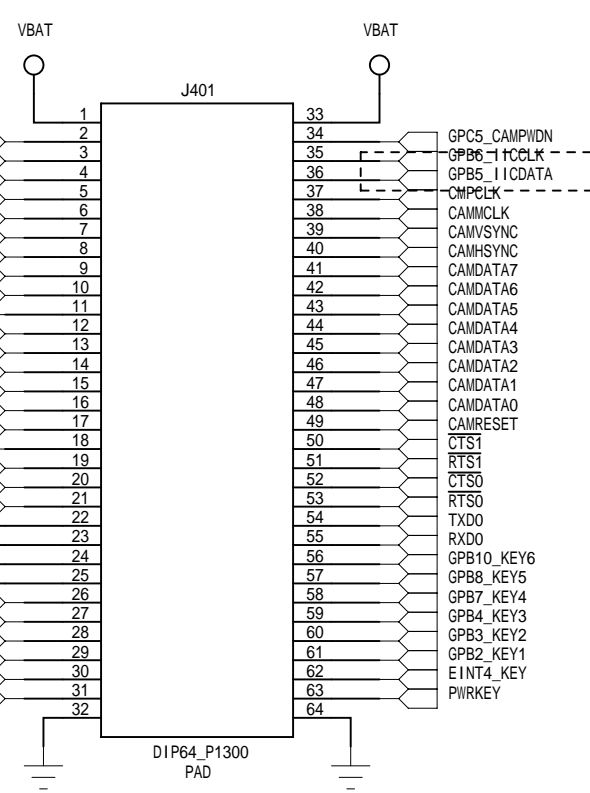 VBAT VBAT
J401
1 33
2 34 GPC5_CAMPWDN
3 35 GPB6_IICCLK
4 36 GPB5_IICDATA
5 37 CMPCLK
6 38 CAMMCLK
7 39 CAMVSYNC
8 40 CAMHSYNC
9 41 CAMDATA7
10 42 CAMDATA6
11 43 CAMDATA5
12 44 CAMDATA4
13 45 CAMDATA3
14 46 CAMDATA2
15 47 CAMDATA1
16 48 CAMDATA0
17 49 CAMRESET
18 50 CTS1
19 51 RTS1
20 52 CTS0
21 53 RTS0
22 54 TXD0
23 55 RXD0
24 56 GPB10_KEY6
25 57 GPB8_KEY5
26 58 GPB7_KEY4
27 59 GPB4_KEY3
28 60 GPB3_KEY2
29 61 GPB2_KEY1
30 62 EINT4_KEY
31 63 PWRKEY
32 64
DIP64_P1300
PAD